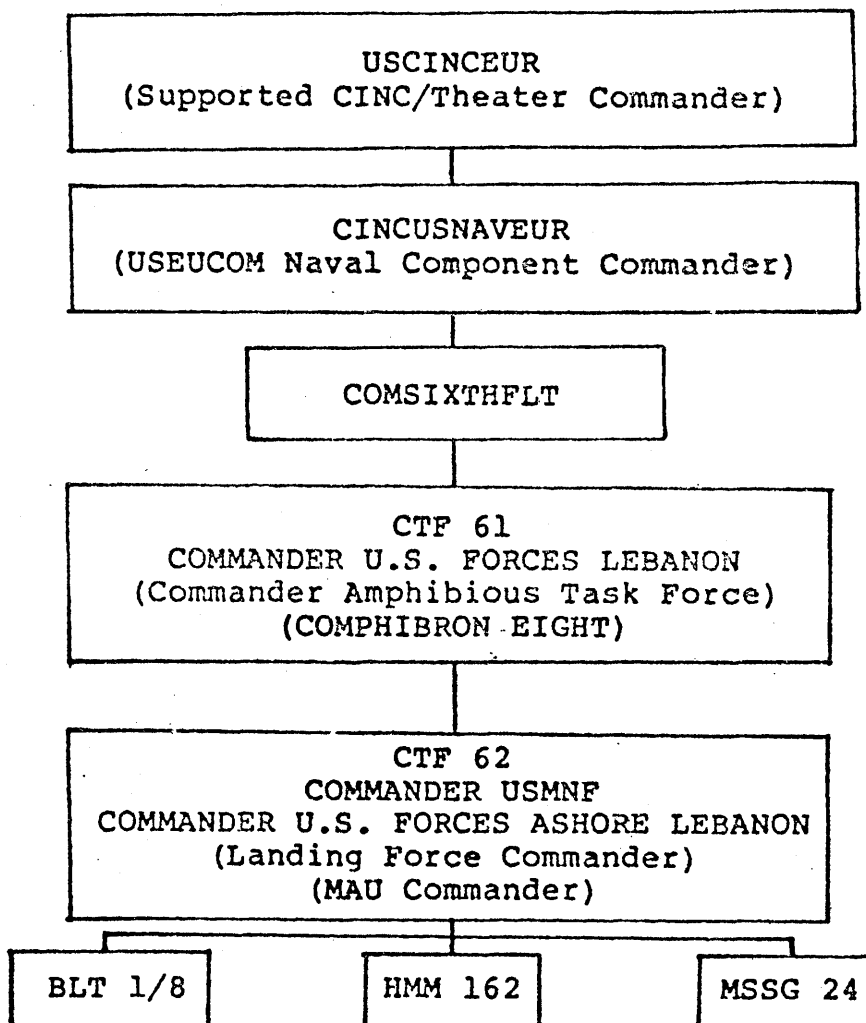 USCINCEUR
(Supported CINC/Theater Commander)
CINCUSNAVEUR
(USEUCOM Naval Component Commander)
COMSIXTHFLT
CTF 61
COMMANDER U.S. FORCES LEBANON
(Commander Amphibious Task Force)
(COMPHIBRON EIGHT)
CTF 62
COMMANDER USMNF
COMMANDER U.S. FORCES ASHORE LEBANON
(Landing Force Commander)
(MAU Commander)
BLT 1/8
HMM 162
MSSG 24